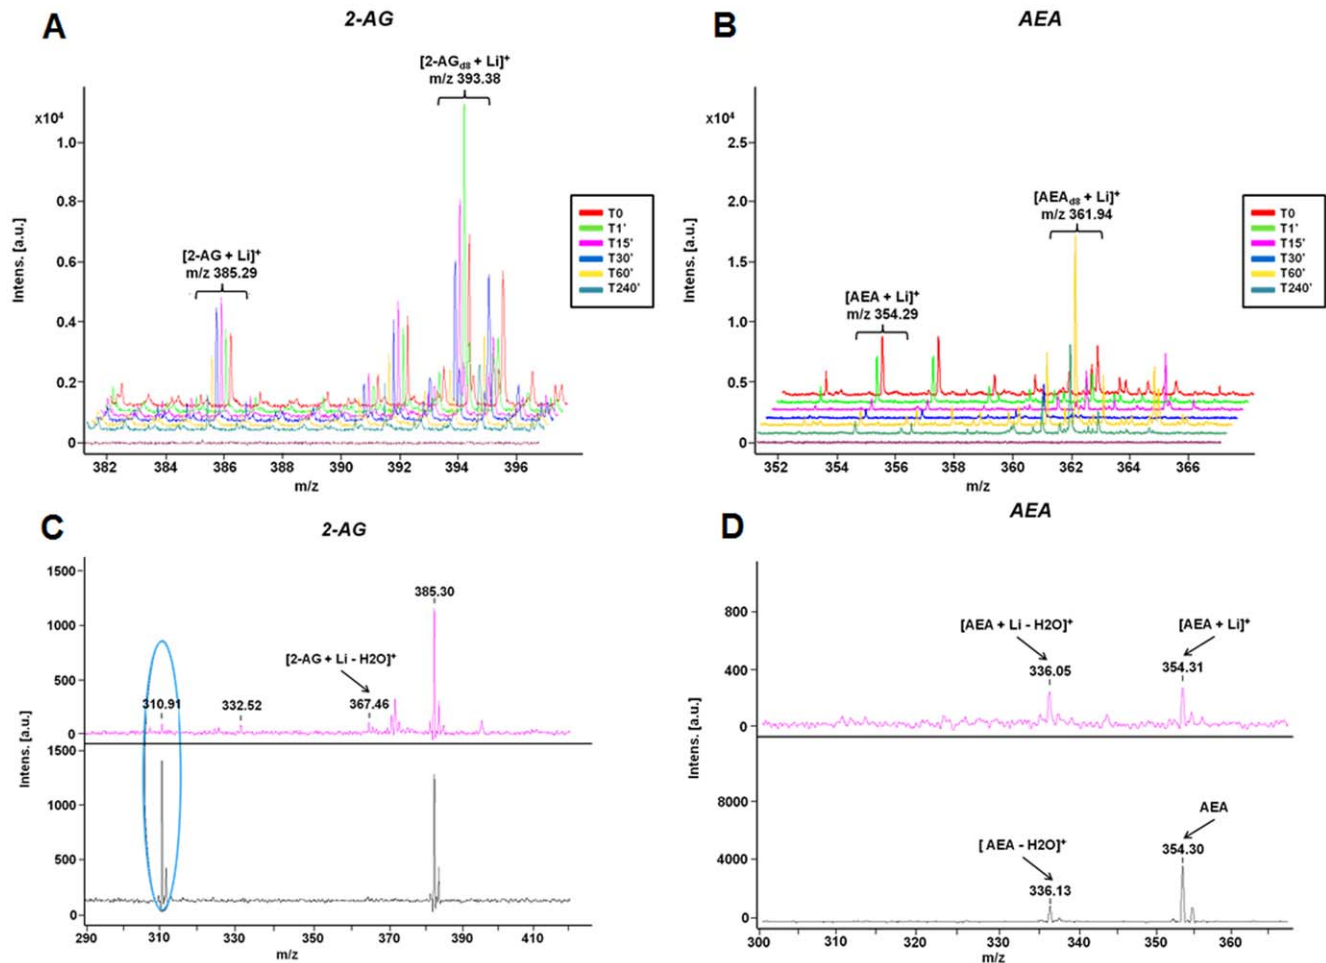 A
2-AG
[2-AGd8 + Li]+
m/z 393.38
x10⁴
1.0
0.8
0.6
0.4
0.2
0
[2-AG + Li]+
m/z 385.29
Intens. [a.u.]
T0
T1'
T15'
T30'
T60'
T240'
382 384 386 388 390 392 394 396
m/z
B
AEA
x10⁴
2.5
2.0
1.5
1.0
0.5
0
[AEAd8 + Li]+
m/z 361.94
[AEA + Li]+
m/z 354.29
Intens. [a.u.]
T0
T1'
T15'
T30'
T60'
T240'
352 354 356 358 360 362 364 366
m/z
C
2-AG
1500
1000
500
0
385.30
[2-AG + Li - H2O]+
310.91 332.52 367.46
Intens. [a.u.]
1500
1000
500
0
290 310 330 350 370 390 410
m/z
D
AEA
800
400
0
[AEA + Li - H2O]+
336.05
[AEA + Li]+
354.31
Intens. [a.u.]
8000
4000
0
[ AEA - H2O]+
336.13
AEA
354.30
300 310 320 330 340 350 360
m/z